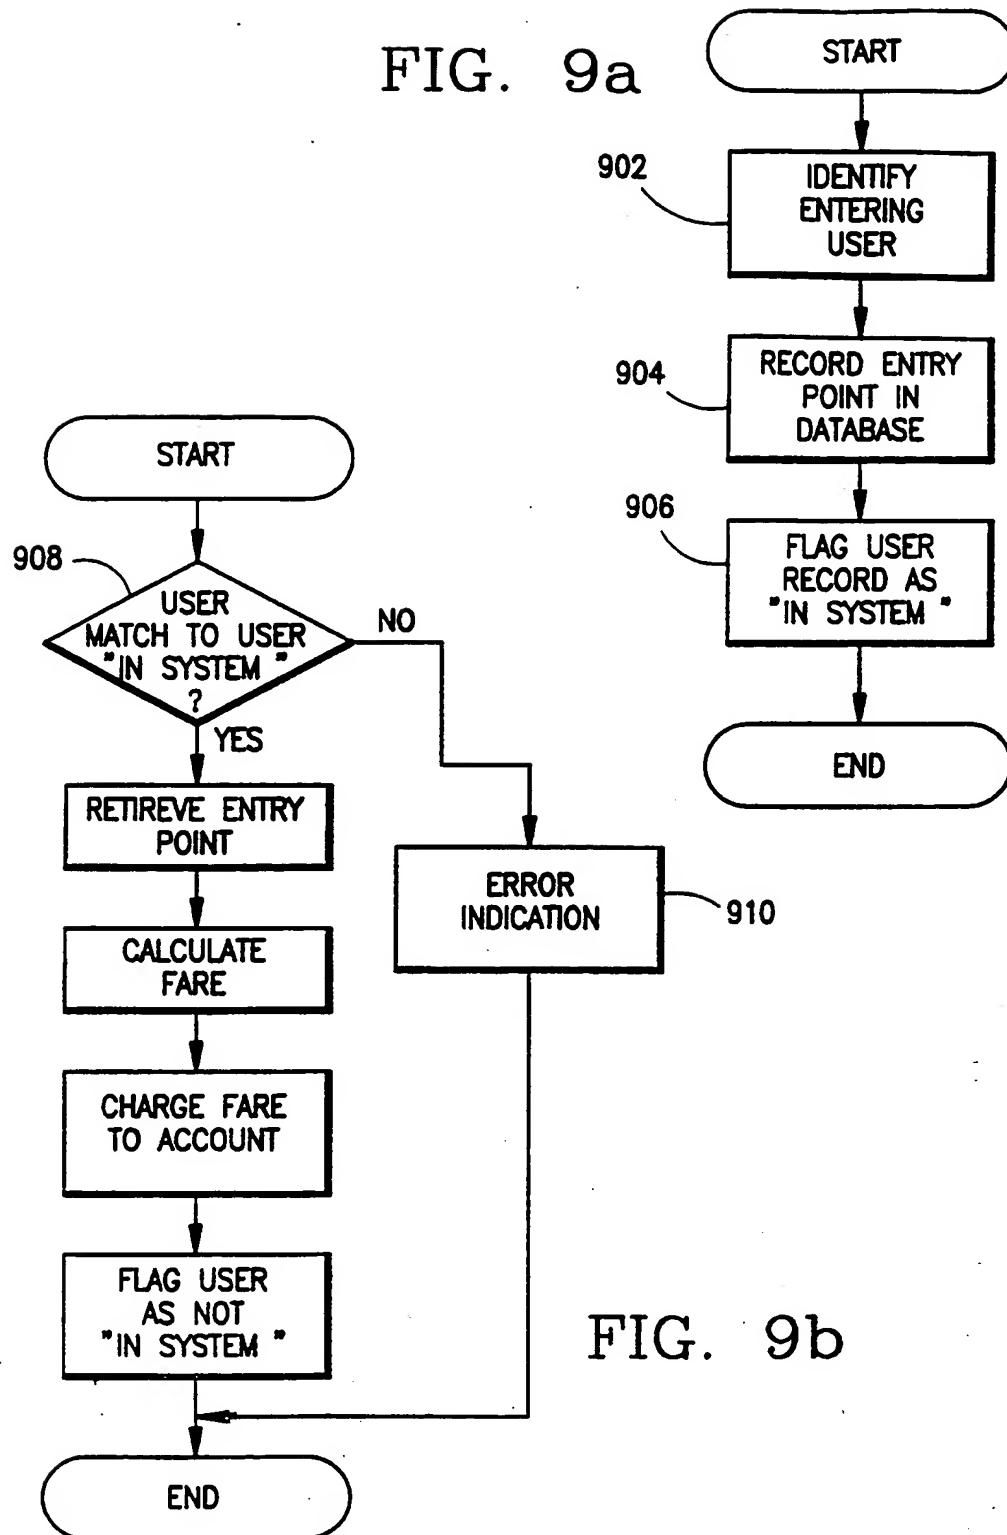 FIG. 9a
START
902
IDENTIFY
ENTERING
USER
904
RECORD ENTRY
POINT IN
DATABASE
906
FLAG USER
RECORD AS
"IN SYSTEM "
END
START
908
USER
MATCH TO USER
"IN SYSTEM "
?
NO
YES
RETIREVE ENTRY
POINT
CALCULATE
FARE
CHARGE FARE
TO ACCOUNT
FLAG USER
AS NOT
"IN SYSTEM "
END
ERROR
INDICATION
910
FIG. 9b